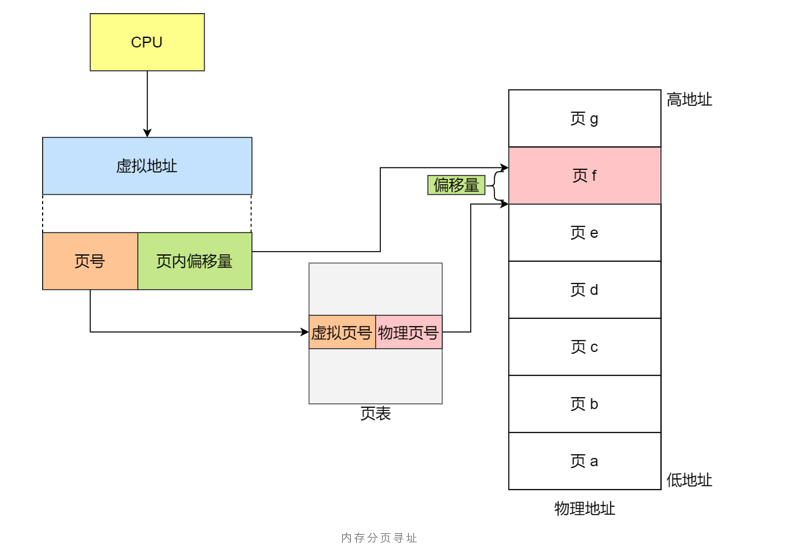 CPU
虚拟地址
页号
页内偏移量
虚拟页号
物理页号
页表
偏移量
高地址
页 g
页 f
页 e
页 d
页 c
页 b
页 a
低地址
物理地址
内存分页寻址